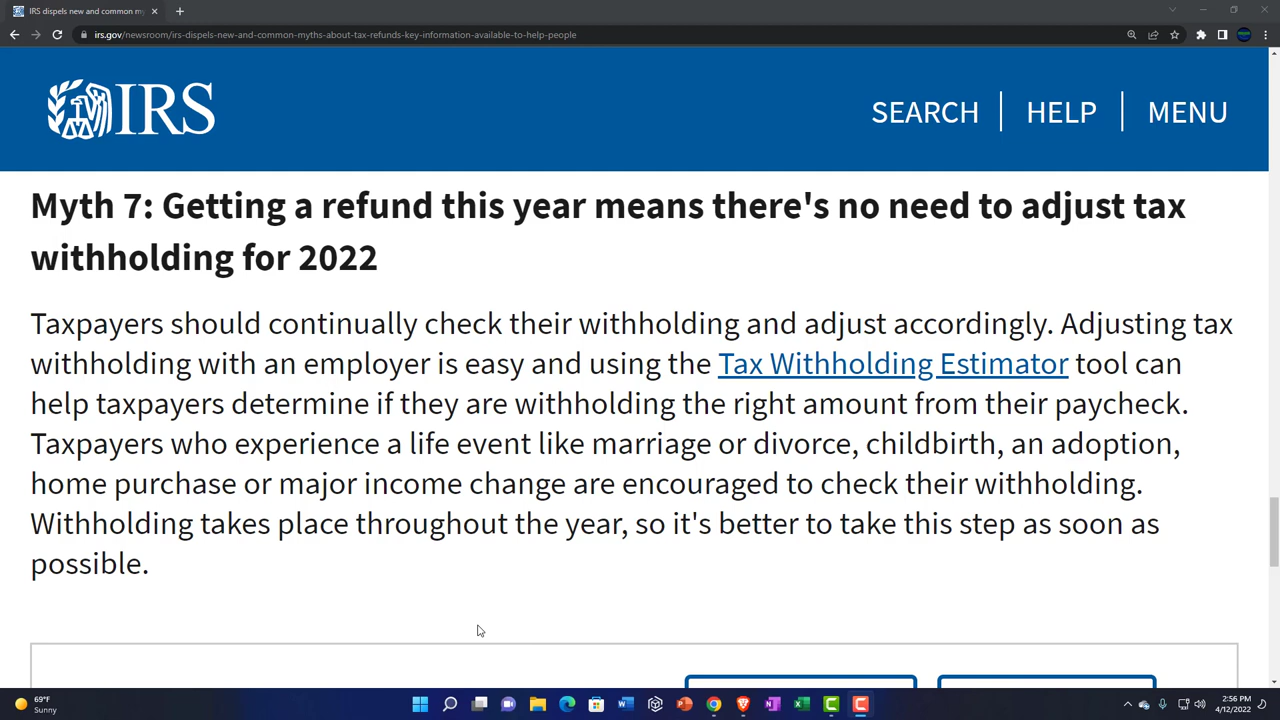 IRS dispels new and common my
irs.gov/newsroom/irs-dispels-new-and-common-myths-about-tax-refunds-key-information-available-to-help-people
IRS
SEARCH HELP MENU
Myth 7: Getting a refund this year means there's no need to adjust tax
withholding for 2022
Taxpayers should continually check their withholding and adjust accordingly. Adjusting tax
withholding with an employer is easy and using the Tax Withholding Estimator tool can
help taxpayers determine if they are withholding the right amount from their paycheck.
Taxpayers who experience a life event like marriage or divorce, childbirth, an adoption,
home purchase or major income change are encouraged to check their withholding.
Withholding takes place throughout the year, so it's better to take this step as soon as
possible.
69°F
Sunny
2:56 PM
4/12/2022